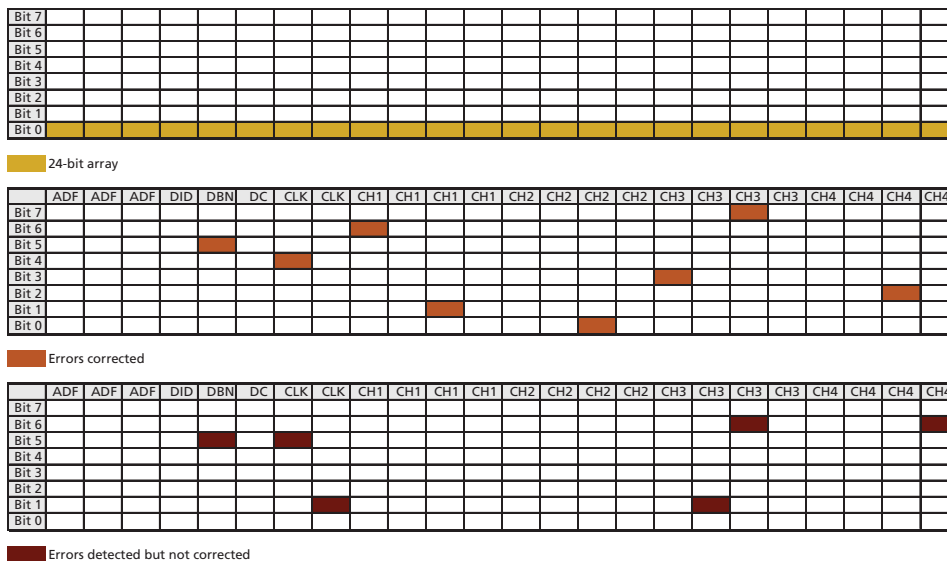 Bit 7
Bit 6
Bit 5
Bit 4
Bit 3
Bit 2
Bit 1
Bit 0
24-bit array
ADF ADF ADF DID DBN DC CLK CLK CH1 CH1 CH1 CH1 CH2 CH2 CH2 CH2 CH3 CH3 CH3 CH3 CH4 CH4 CH4 CH4
Bit 7
Bit 6
Bit 5
Bit 4
Bit 3
Bit 2
Bit 1
Bit 0
Errors corrected
ADF ADF ADF DID DBN DC CLK CLK CH1 CH1 CH1 CH1 CH2 CH2 CH2 CH2 CH3 CH3 CH3 CH3 CH4 CH4 CH4 CH4
Bit 7
Bit 6
Bit 5
Bit 4
Bit 3
Bit 2
Bit 1
Bit 0
Errors detected but not corrected